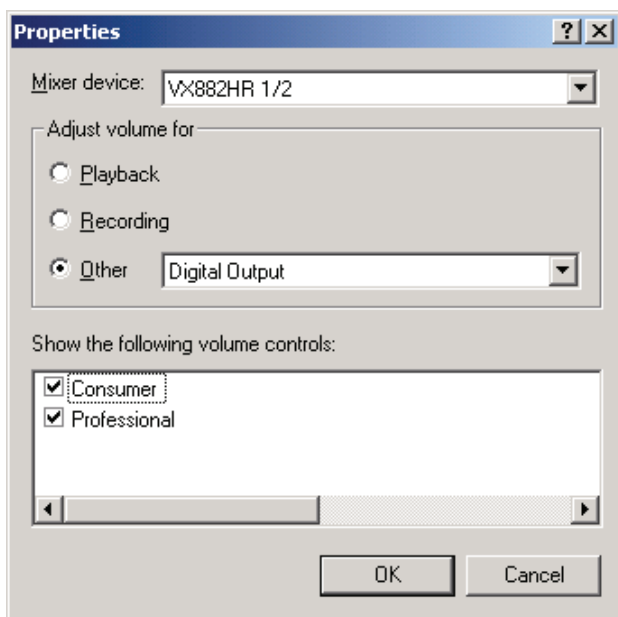 Properties
Mixer device: VX882HR 1/2
Adjust volume for
Playback
Recording
Other Digital Output
Show the following volume controls:
Consumer
Professional
OK Cancel